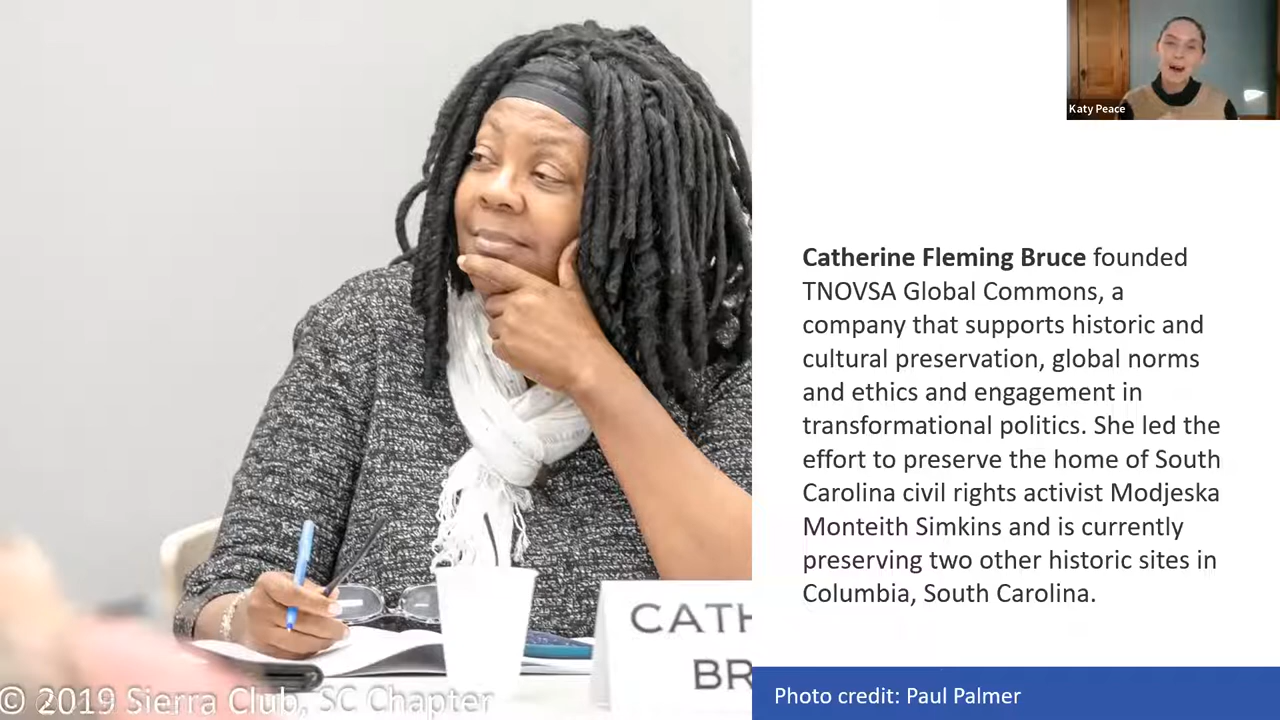 Katy Peace
Catherine Fleming Bruce founded
TNOVSA Global Commons, a
company that supports historic and
cultural preservation, global norms
and ethics and engagement in
transformational politics. She led the
effort to preserve the home of South
Carolina civil rights activist Modjeska
Monteith Simkins and is currently
preserving two other historic sites in
Columbia, South Carolina.
CATH
BR
© 2019 Sierra Club, SC Chapter
Photo credit: Paul Palmer